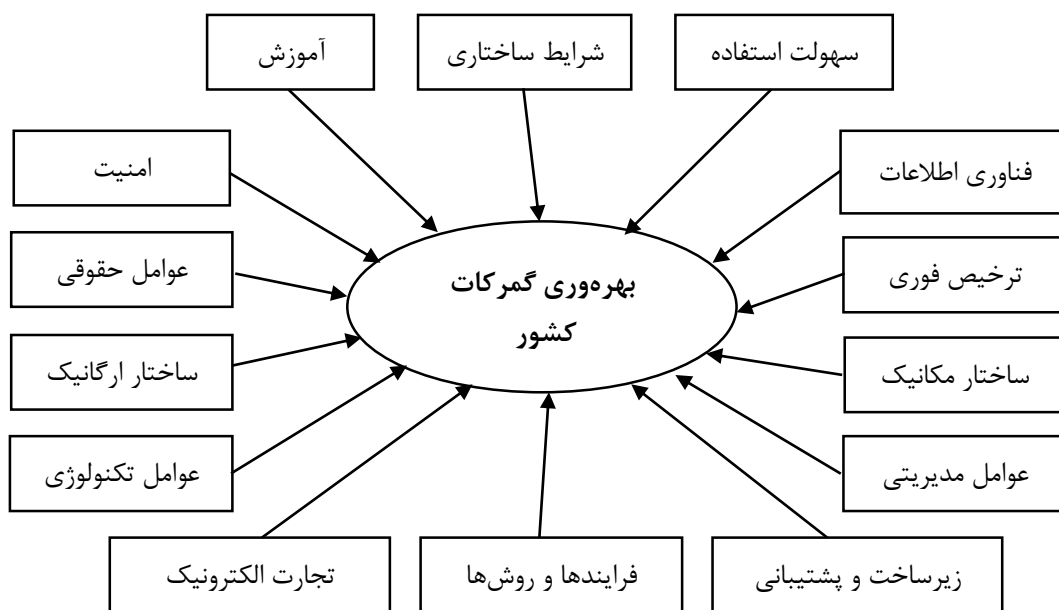 سهولت استفاده
شرایط ساختاری
آموزش
فناوری اطلاعات
امنیت
ترخیص فوری
عوامل حقوقی
بهره‌وری گمرکات
کشور
ساختار مکانیک
ساختار ارگانیک
عوامل مدیریتی
عوامل تکنولوژی
زیرساخت و پشتیبانی
فرایندها و روش‌ها
تجارت الکترونیک